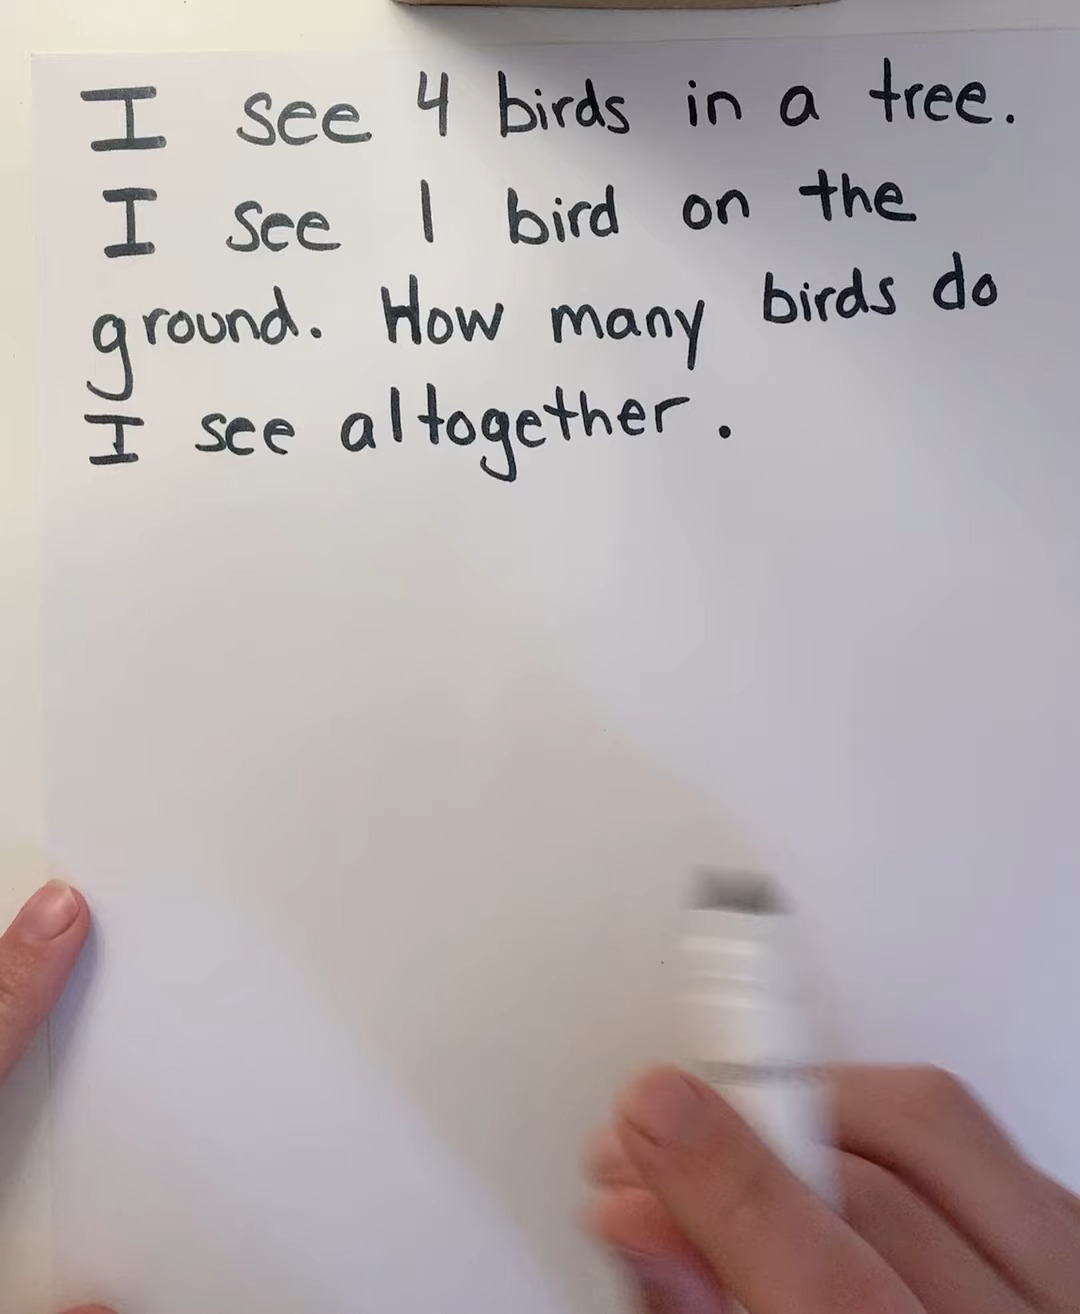 I see 4 birds in a tree.
I see 1 bird on the
ground. How many birds do
I see altogether.